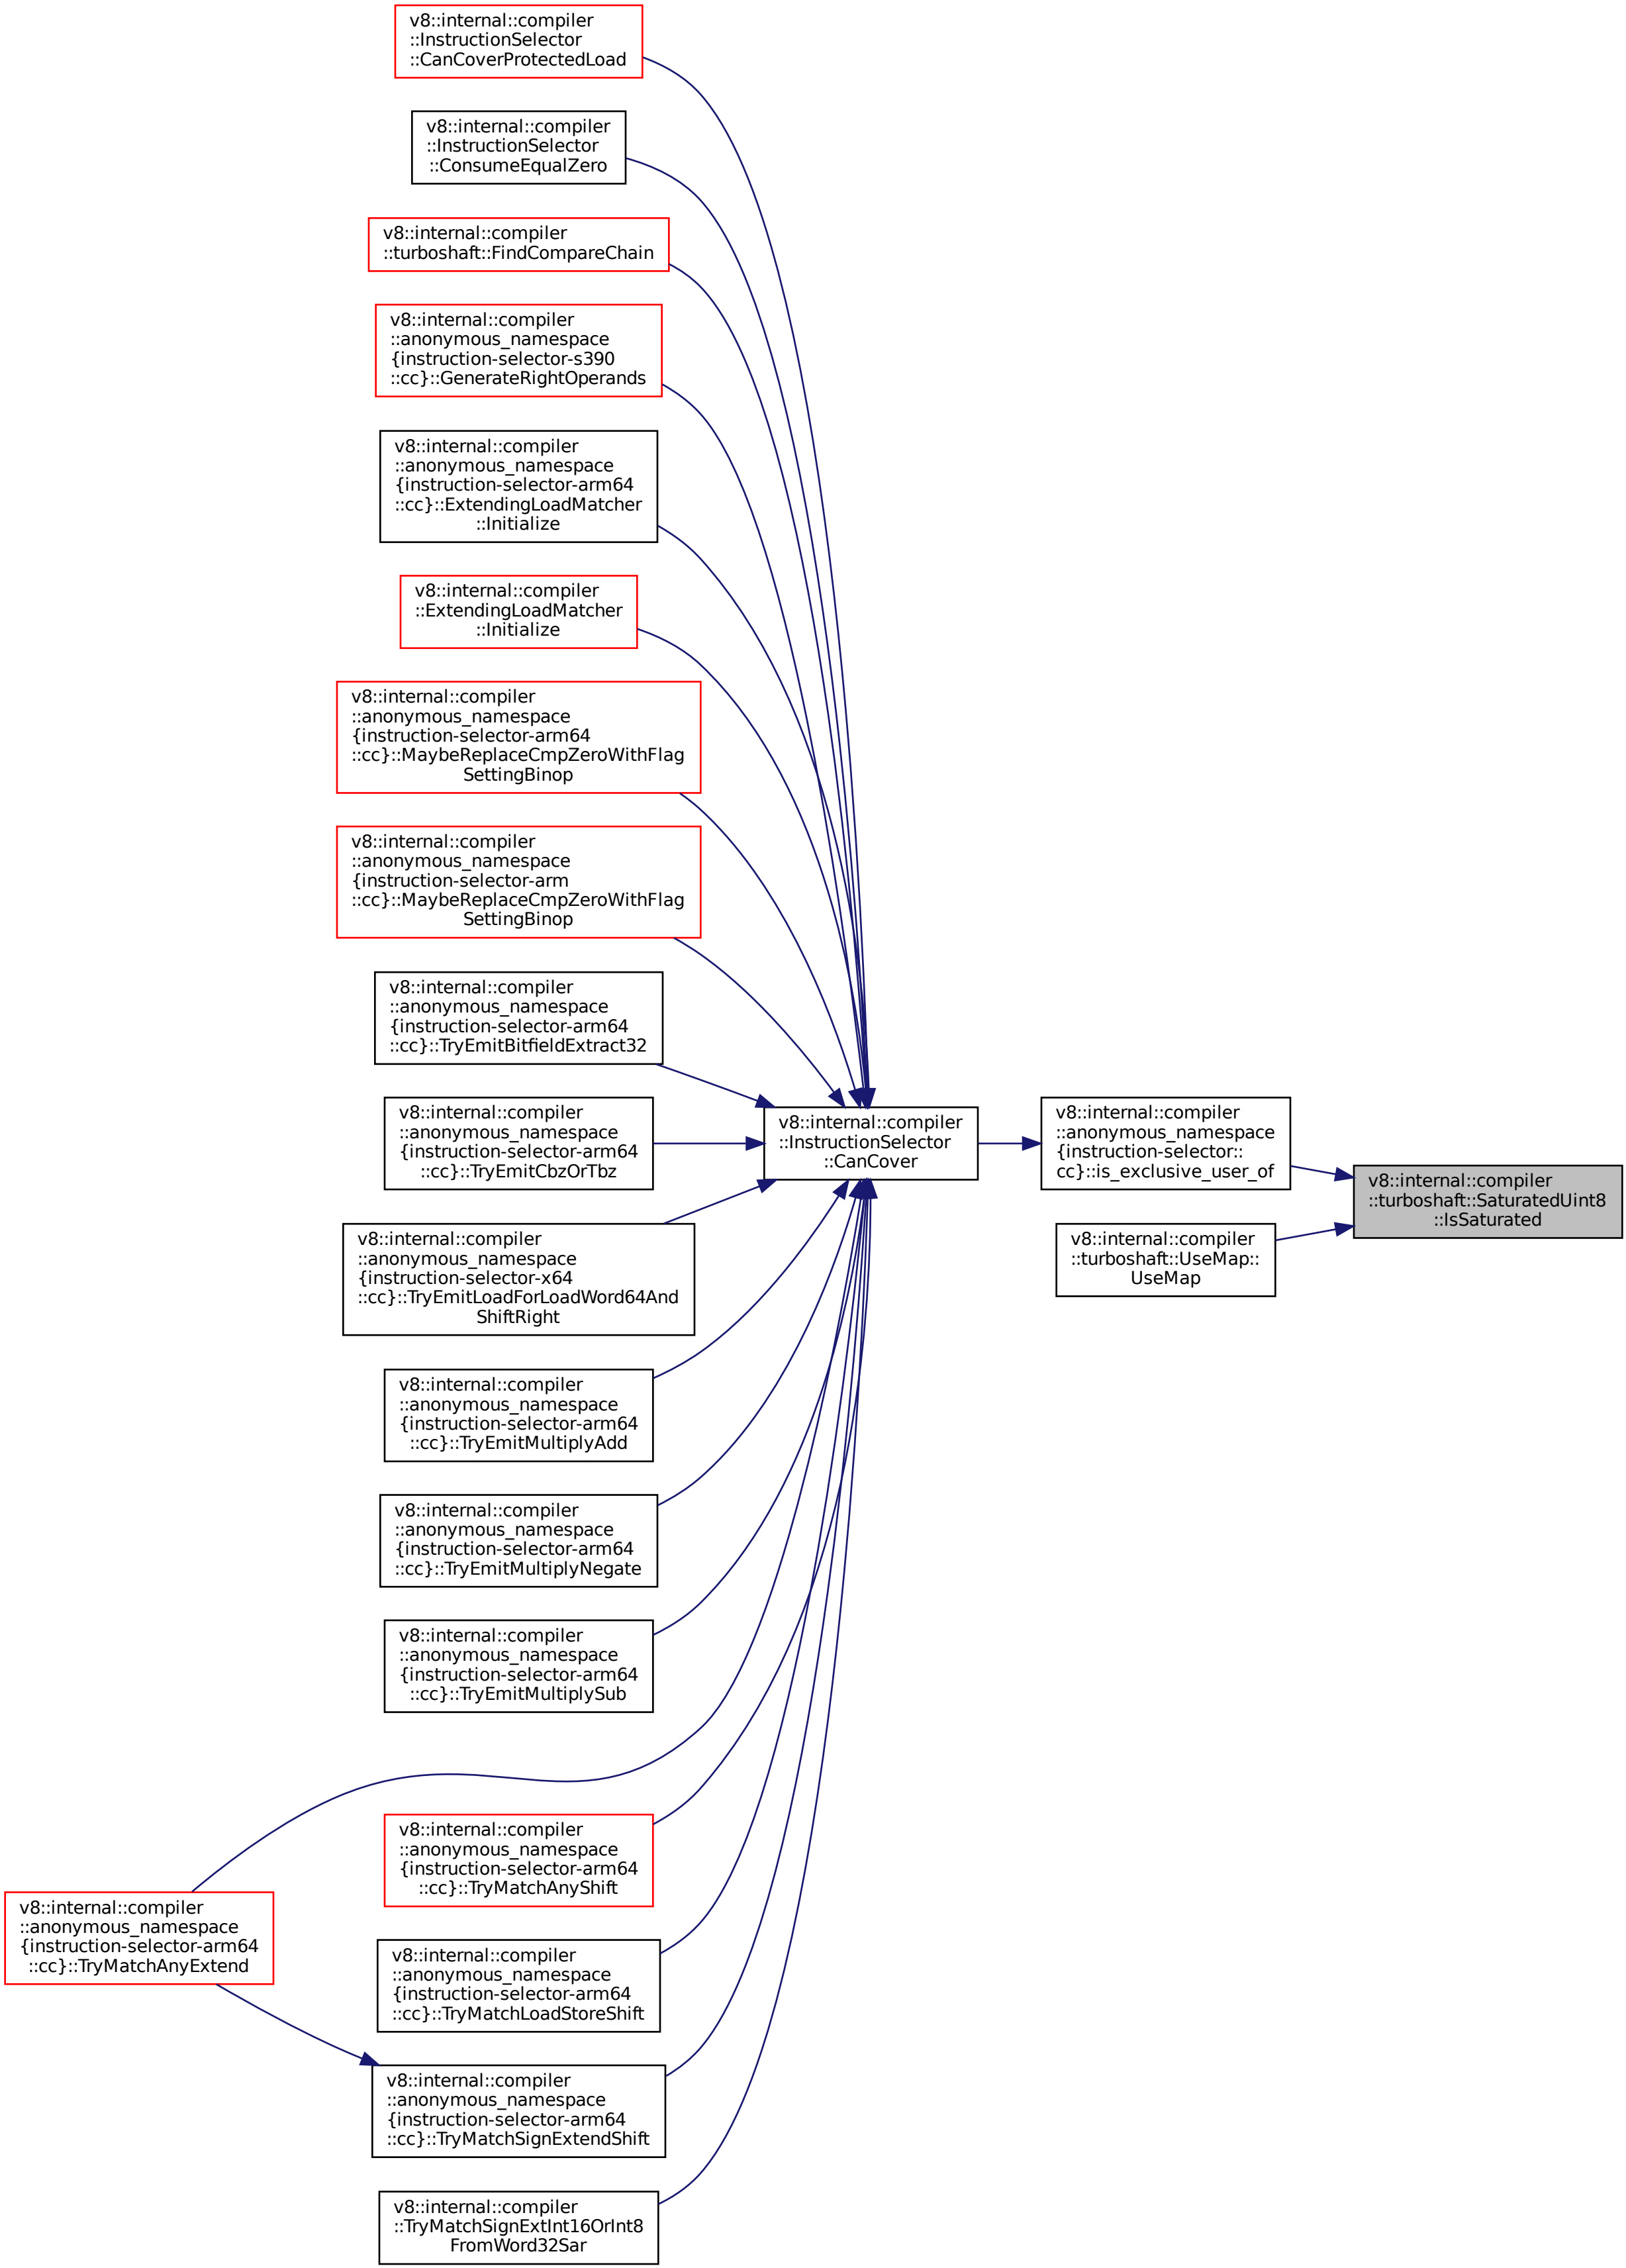 v8::internal::compiler
::InstructionSelector
::CanCoverProtectedLoad
v8::internal::compiler
::InstructionSelector
::ConsumeEqualZero
v8::internal::compiler
::turboshaft::FindCompareChain
v8::internal::compiler
::anonymous_namespace
{instruction-selector-s390
::cc}::GenerateRightOperands
v8::internal::compiler
::anonymous_namespace
{instruction-selector-arm64
::cc}::ExtendingLoadMatcher
::Initialize
v8::internal::compiler
::ExtendingLoadMatcher
::Initialize
v8::internal::compiler
::anonymous_namespace
{instruction-selector-arm64
::cc}::MaybeReplaceCmpZeroWithFlag
SettingBinop
v8::internal::compiler
::anonymous_namespace
{instruction-selector-arm
::cc}::MaybeReplaceCmpZeroWithFlag
SettingBinop
v8::internal::compiler
::anonymous_namespace
{instruction-selector-arm64
::cc}::TryEmitBitfieldExtract32
v8::internal::compiler
::anonymous_namespace
{instruction-selector-arm64
::cc}::TryEmitCbzOrTbz
v8::internal::compiler
::InstructionSelector
::CanCover
v8::internal::compiler
::anonymous_namespace
{instruction-selector::
cc}::is_exclusive_user_of
v8::internal::compiler
::turboshaft::SaturatedUint8
::IsSaturated
v8::internal::compiler
::turboshaft::UseMap::
UseMap
v8::internal::compiler
::anonymous_namespace
{instruction-selector-x64
::cc}::TryEmitLoadForLoadWord64And
ShiftRight
v8::internal::compiler
::anonymous_namespace
{instruction-selector-arm64
::cc}::TryEmitMultiplyAdd
v8::internal::compiler
::anonymous_namespace
{instruction-selector-arm64
::cc}::TryEmitMultiplyNegate
v8::internal::compiler
::anonymous_namespace
{instruction-selector-arm64
::cc}::TryEmitMultiplySub
v8::internal::compiler
::anonymous_namespace
{instruction-selector-arm64
::cc}::TryMatchAnyShift
v8::internal::compiler
::anonymous_namespace
{instruction-selector-arm64
::cc}::TryMatchAnyExtend
v8::internal::compiler
::anonymous_namespace
{instruction-selector-arm64
::cc}::TryMatchLoadStoreShift
v8::internal::compiler
::anonymous_namespace
{instruction-selector-arm64
::cc}::TryMatchSignExtendShift
v8::internal::compiler
::TryMatchSignExtInt16OrInt8
FromWord32Sar